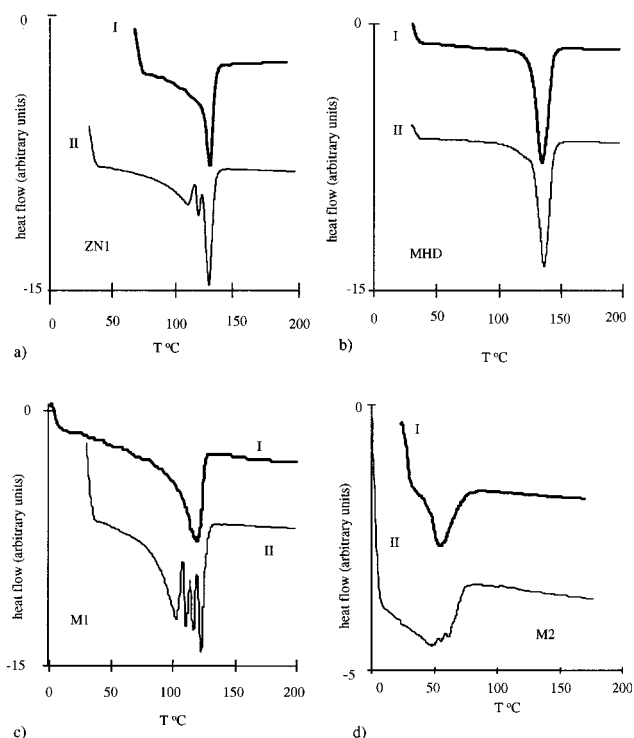 0
I
II
heat flow (arbitrary units)
ZN1
-15
0 50 100 150 200
T °C
a)
0
I
II
heat flow (arbitrary units)
MHD
-15
0 50 100 150 200
T °C
b)
0
I
II
heat flow (arbitrary units)
M1
-15
0 50 100 150 200
T °C
c)
0
I
II
heat flow (arbitrary units)
M2
-5
0 50 100 150 200
T °C
d)